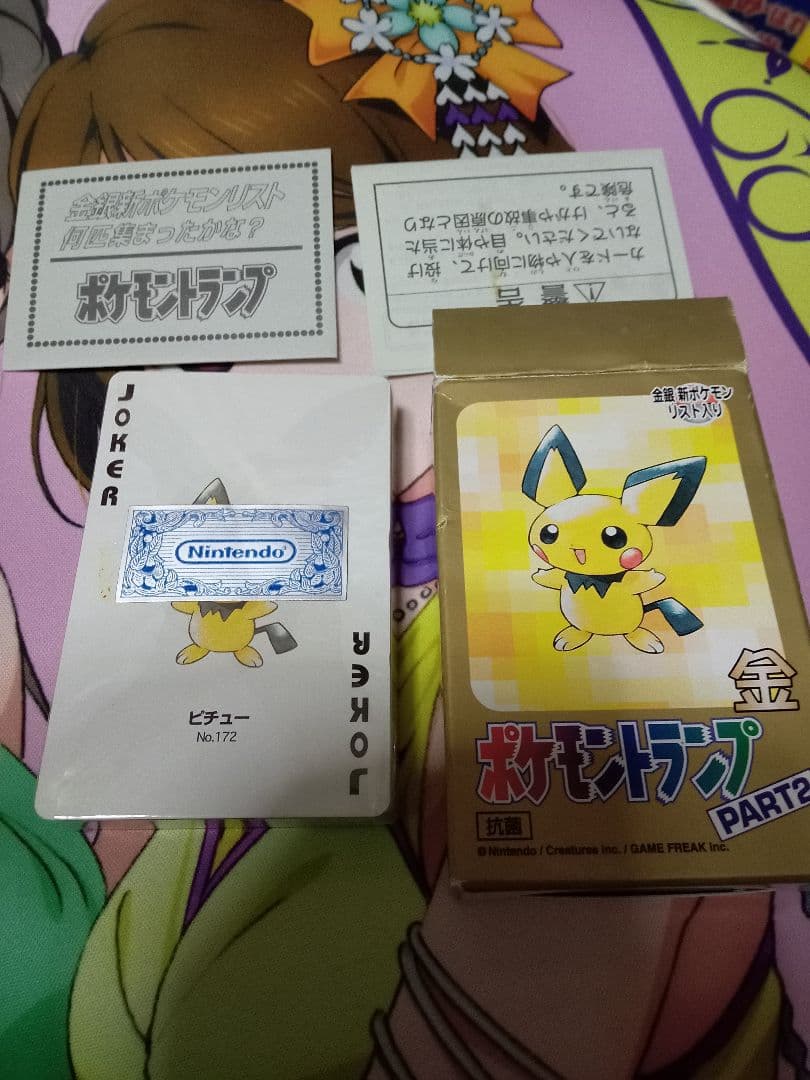 金銀新ポケモンリスト
何匹集まったかな？
ポケモントランプ
⚠警告
カードを人や物に向けて、投げ
ないでください。目や体に当た
ると、けがや事故の原因となり
危険です。
JOKER
Nintendo
ピチュー
No.172
JOKER
金銀 新ポケモン
リスト入り
金
ポケモントランプ
PART2
抗菌
©Nintendo / Creatures inc. / GAME FREAK inc.